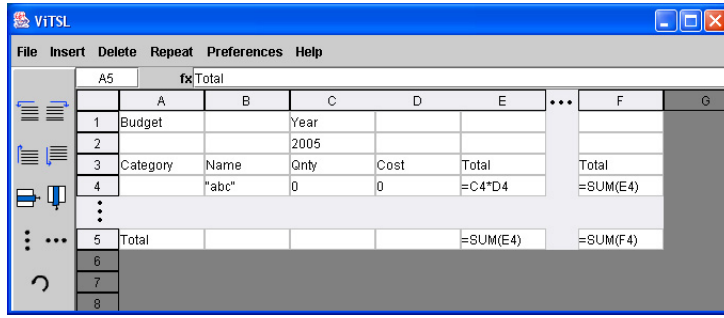 ViTSL
File Insert Delete Repeat Preferences Help
A5 fx Total
A B C D E ••• F G
1 Budget Year
2 2005
3 Category Name Qnty Cost Total Total
4 "abc" 0 0 =C4*D4 =SUM(E4)
5 Total =SUM(E4) =SUM(F4)
6
7
8